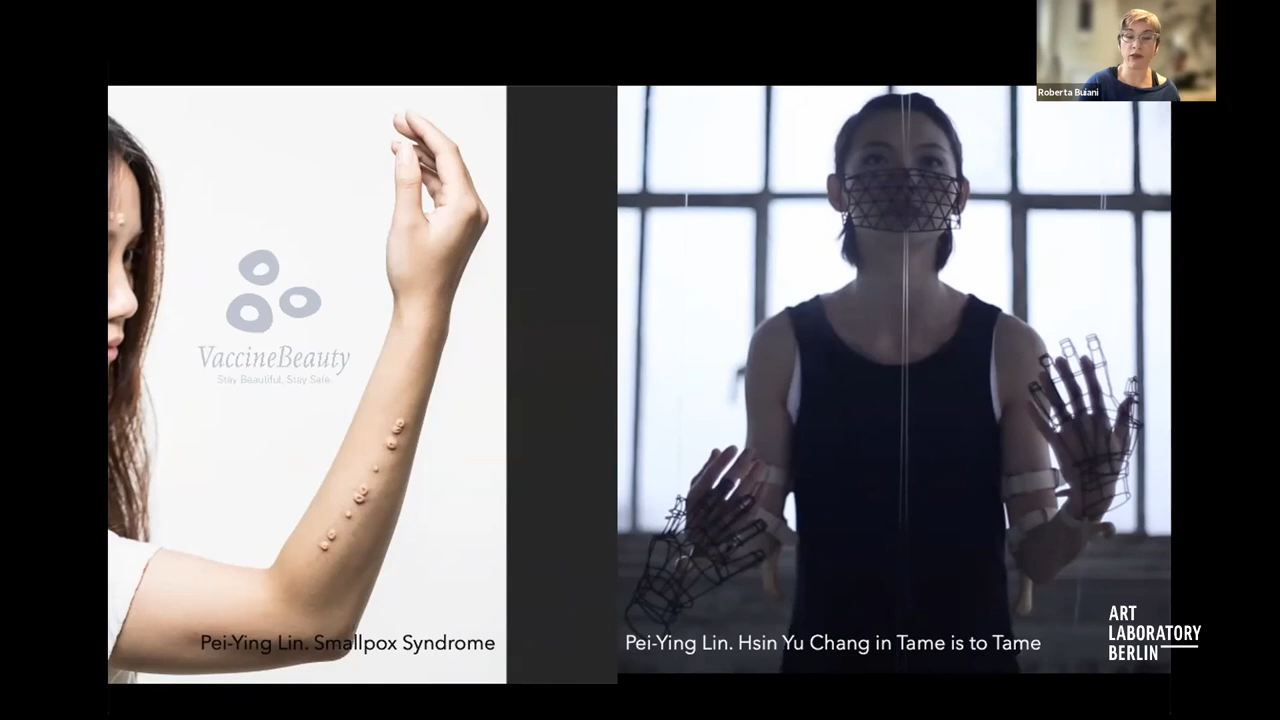 Roberta Buiani
VaccineBeauty
Stay Beautiful, Stay Safe.
Pei-Ying Lin. Smallpox Syndrome
Pei-Ying Lin. Hsin Yu Chang in Tame is to Tame
ART
LABORATORY
BERLIN